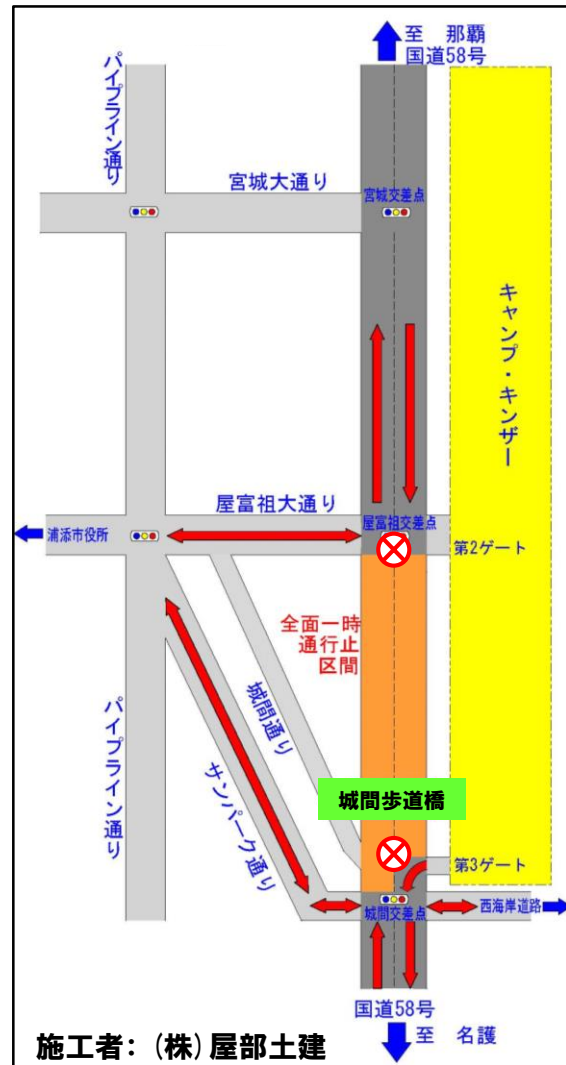 至 那覇
国道58号
パイプライン通り
宮城大通り
宮城交差点
キャンプ・キンザー
屋富祖大通り
屋富祖交差点
浦添市役所
第2ゲート
全面一時
通行止
区間
城間通り
サンパーク通り
パイプライン通り
城間歩道橋
第3ゲート
城間交差点
西海岸道路
国道58号
至 名護
施工者：(株)屋部土建